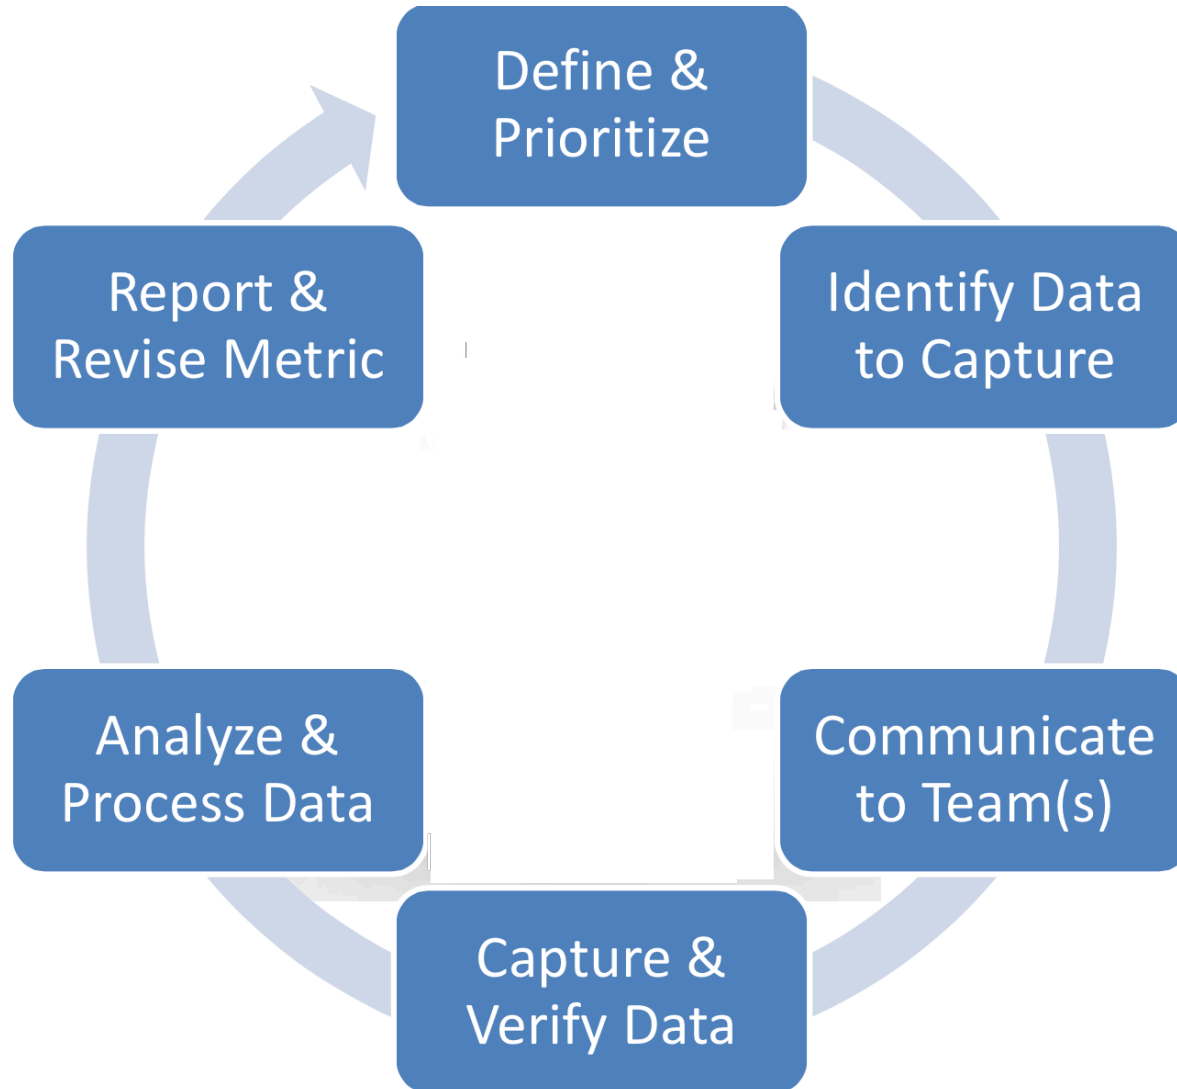 Define &
Prioritize
Identify Data
to Capture
Communicate
to Team(s)
Capture &
Verify Data
Analyze &
Process Data
Report &
Revise Metric